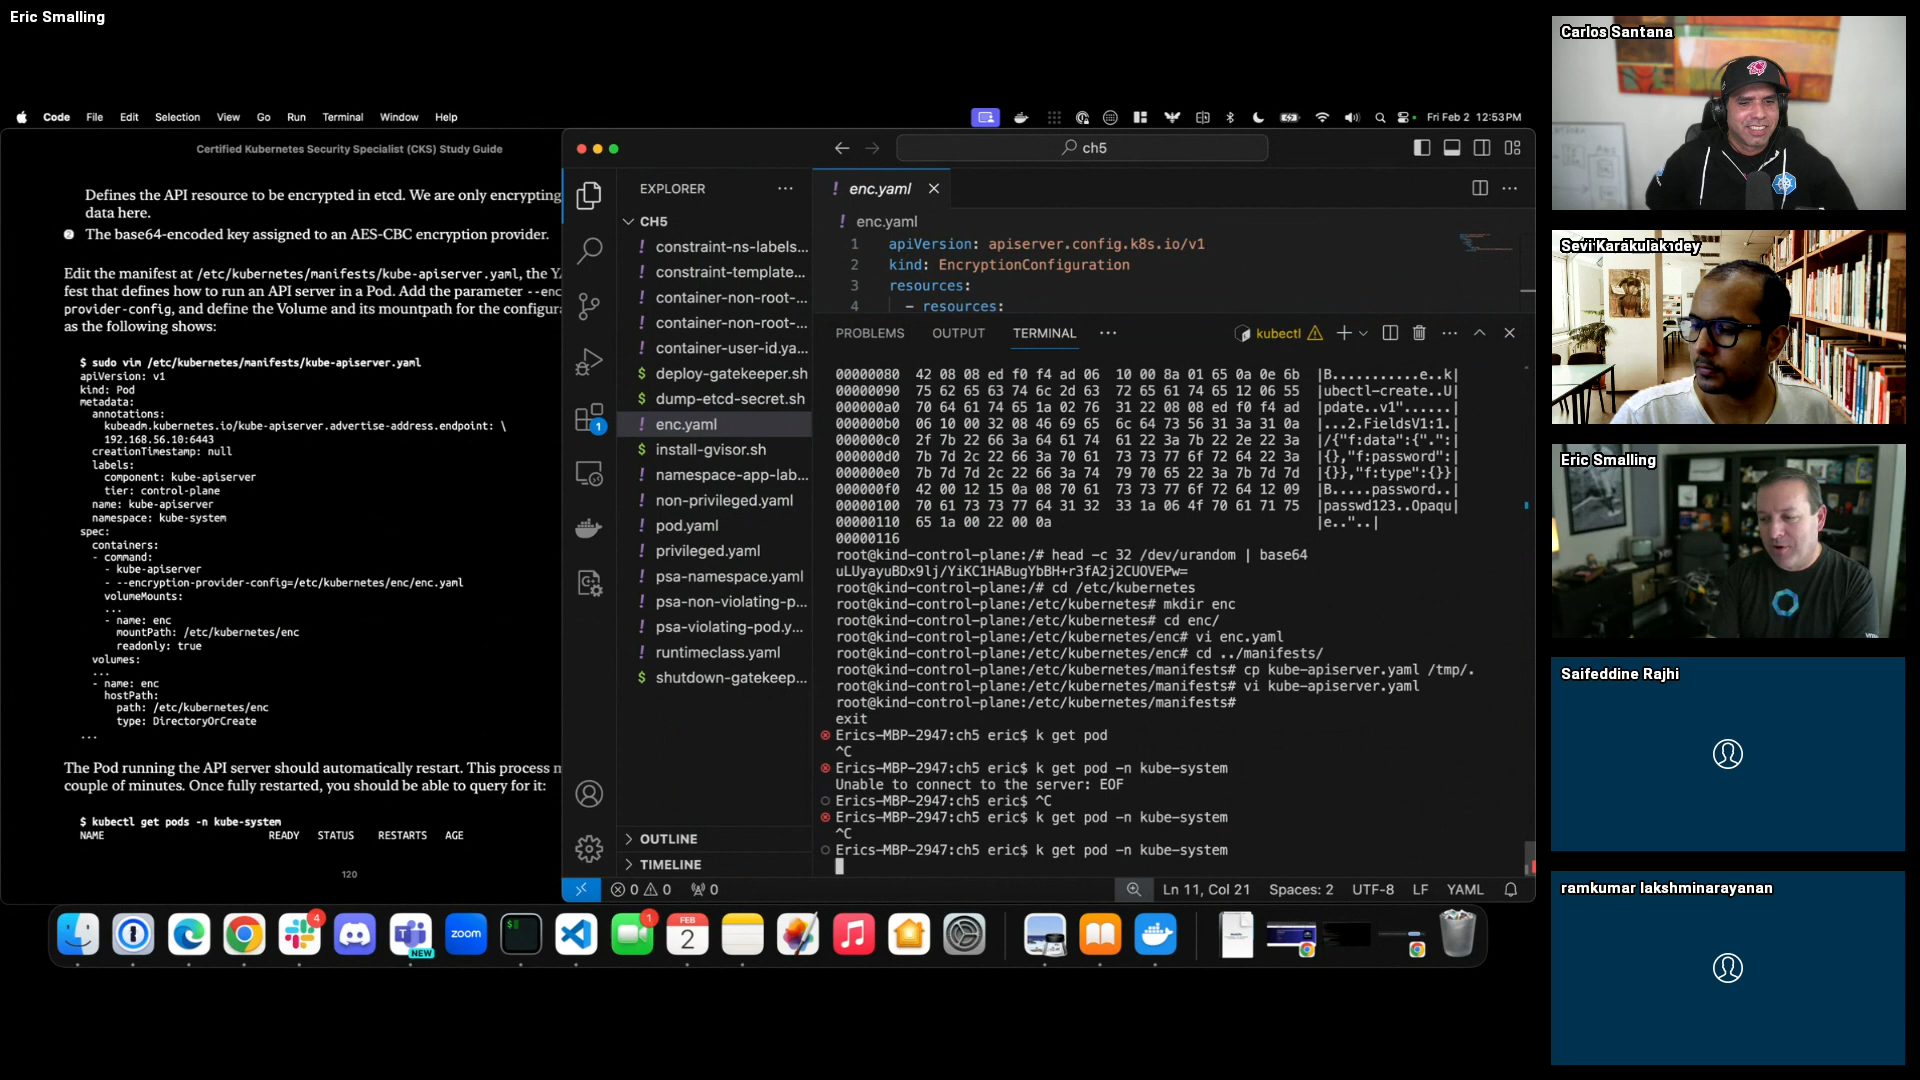 Eric Smalling
Code File Edit Selection View Go Run Terminal Window Help
Fri Feb 2 12:53PM
Certified Kubernetes Security Specialist (CKS) Study Guide
Defines the API resource to be encrypted in etcd. We are only encrypting
data here.
❷ The base64-encoded key assigned to an AES-CBC encryption provider.
Edit the manifest at /etc/kubernetes/manifests/kube-apiserver.yaml, the YA
fest that defines how to run an API server in a Pod. Add the parameter --enc
provider-config, and define the Volume and its mountpath for the configura
as the following shows:
$ sudo vim /etc/kubernetes/manifests/kube-apiserver.yaml
apiVersion: v1
kind: Pod
metadata:
annotations:
kubeadm.kubernetes.io/kube-apiserver.advertise-address.endpoint: \
192.168.56.10:6443
creationTimestamp: null
labels:
component: kube-apiserver
tier: control-plane
name: kube-apiserver
namespace: kube-system
spec:
containers:
- command:
- kube-apiserver
- --encryption-provider-config=/etc/kubernetes/enc/enc.yaml
volumeMounts:
...
- name: enc
mountPath: /etc/kubernetes/enc
readonly: true
volumes:
...
- name: enc
hostPath:
path: /etc/kubernetes/enc
type: DirectoryOrCreate
...
The Pod running the API server should automatically restart. This process m
couple of minutes. Once fully restarted, you should be able to query for it:
$ kubectl get pods -n kube-system
NAME READY STATUS RESTARTS AGE
120
ch5
EXPLORER
CH5
constraint-ns-labels...
constraint-template...
container-non-root-...
container-non-root-...
container-user-id.ya...
$ deploy-gatekeeper.sh
$ dump-etcd-secret.sh
! enc.yaml
$ install-gvisor.sh
! namespace-app-lab...
! non-privileged.yaml
! pod.yaml
! privileged.yaml
! psa-namespace.yaml
! psa-non-violating-p...
! psa-violating-pod.y...
! runtimeclass.yaml
$ shutdown-gatekeep...
OUTLINE
TIMELINE
1
! enc.yaml
! enc.yaml
1 apiVersion: apiserver.config.k8s.io/v1
2 kind: EncryptionConfiguration
3 resources:
4 - resources:
PROBLEMS OUTPUT TERMINAL
kubectl
00000080 42 08 08 ed f0 f4 ad 06 10 00 8a 01 65 0a 0e 6b |B...........e..k|
00000090 75 62 65 63 74 6c 2d 63 72 65 61 74 65 12 06 55 |ubectl-create..U|
000000a0 70 64 61 74 65 1a 02 76 31 22 08 08 ed f0 f4 ad |pdate..v1"......|
000000b0 06 10 00 32 08 46 69 65 6c 64 73 56 31 3a 31 0a |...2.FieldsV1:1.|
000000c0 2f 7b 22 66 3a 64 61 74 61 22 3a 7b 22 2e 22 3a |/{"f:data":{".":|
000000d0 7b 7d 2c 22 66 3a 70 61 73 73 77 6f 72 64 22 3a |{},"f:password":|
000000e0 7b 7d 7d 2c 22 66 3a 74 79 70 65 22 3a 7b 7d 7d |{}},"f:type":{}}|
000000f0 42 00 12 15 0a 08 70 61 73 73 77 6f 72 64 12 09 |B.....password..|
00000100 70 61 73 73 77 64 31 32 33 1a 06 4f 70 61 71 75 |passwd123..Opaqu|
00000110 65 1a 00 22 00 0a |e.."..|
00000116
root@kind-control-plane:/# head -c 32 /dev/urandom | base64
uLUyayuBDx9lj/YiKC1HABugYbBH+r3fA2j2CUOVEPw=
root@kind-control-plane:/# cd /etc/kubernetes
root@kind-control-plane:/etc/kubernetes# mkdir enc
root@kind-control-plane:/etc/kubernetes# cd enc/
root@kind-control-plane:/etc/kubernetes/enc# vi enc.yaml
root@kind-control-plane:/etc/kubernetes/enc# cd ../manifests/
root@kind-control-plane:/etc/kubernetes/manifests# cp kube-apiserver.yaml /tmp/.
root@kind-control-plane:/etc/kubernetes/manifests# vi kube-apiserver.yaml
root@kind-control-plane:/etc/kubernetes/manifests#
exit
Erics-MBP-2947:ch5 eric$ k get pod
^C
Erics-MBP-2947:ch5 eric$ k get pod -n kube-system
Unable to connect to the server: EOF
Erics-MBP-2947:ch5 eric$ ^C
Erics-MBP-2947:ch5 eric$ k get pod -n kube-system
^C
Erics-MBP-2947:ch5 eric$ k get pod -n kube-system
0 0 0
Ln 11, Col 21 Spaces: 2 UTF-8 LF YAML
4
NEW
zoom
1
FEB
2
Carlos Santana
Eric Smalling
Saifeddine Rajhi
ramkumar lakshminarayanan